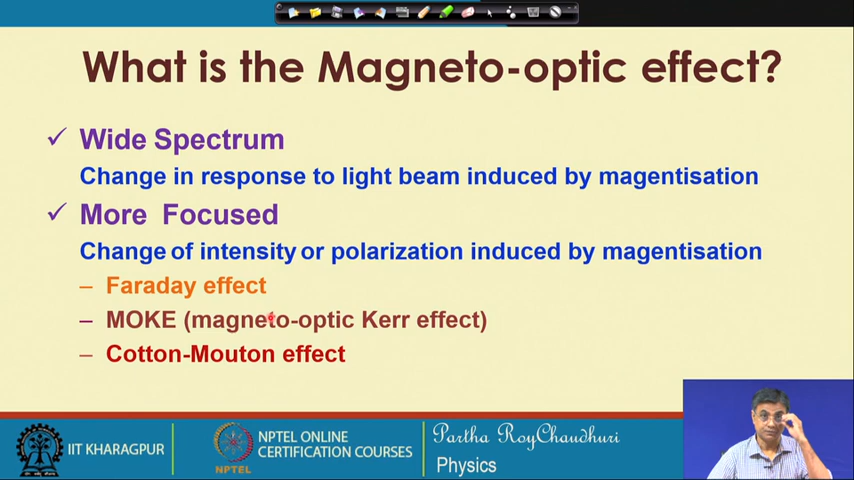 What is the Magneto-optic effect?
Wide Spectrum
Change in response to light beam induced by magentisation
More Focused
Change of intensity or polarization induced by magentisation
– Faraday effect
– MOKE (magneto-optic Kerr effect)
– Cotton-Mouton effect
IIT KHARAGPUR
NPTEL
NPTEL ONLINE
CERTIFICATION COURSES
Partha RoyChaudhuri
Physics